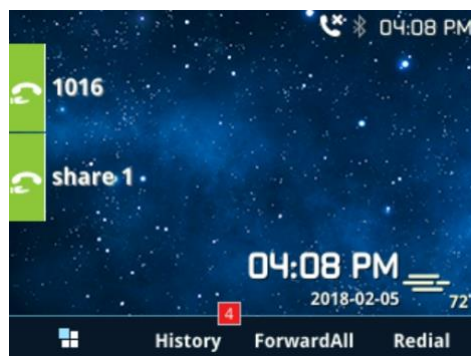 04:08 PM
1016
share 1
04:08 PM
2018-02-05
72°
4
History ForwardAll Redial